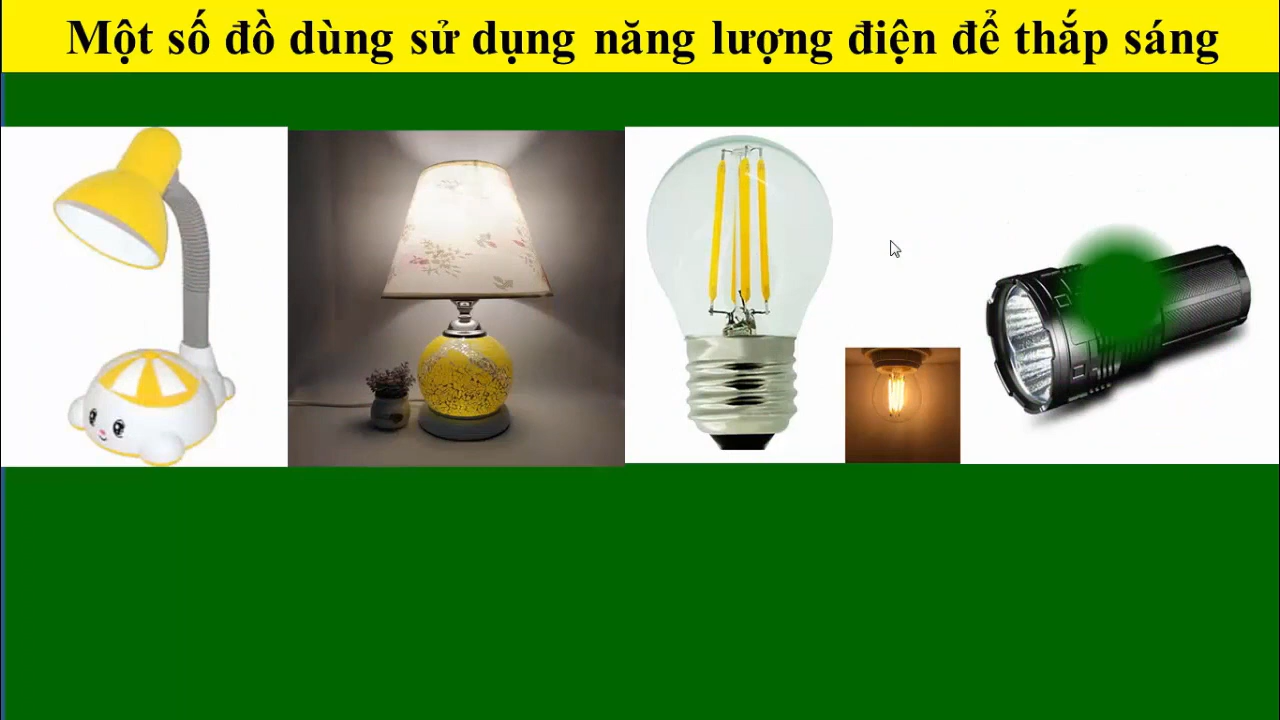 Một số đồ dùng sử dụng năng lượng điện để thắp sáng